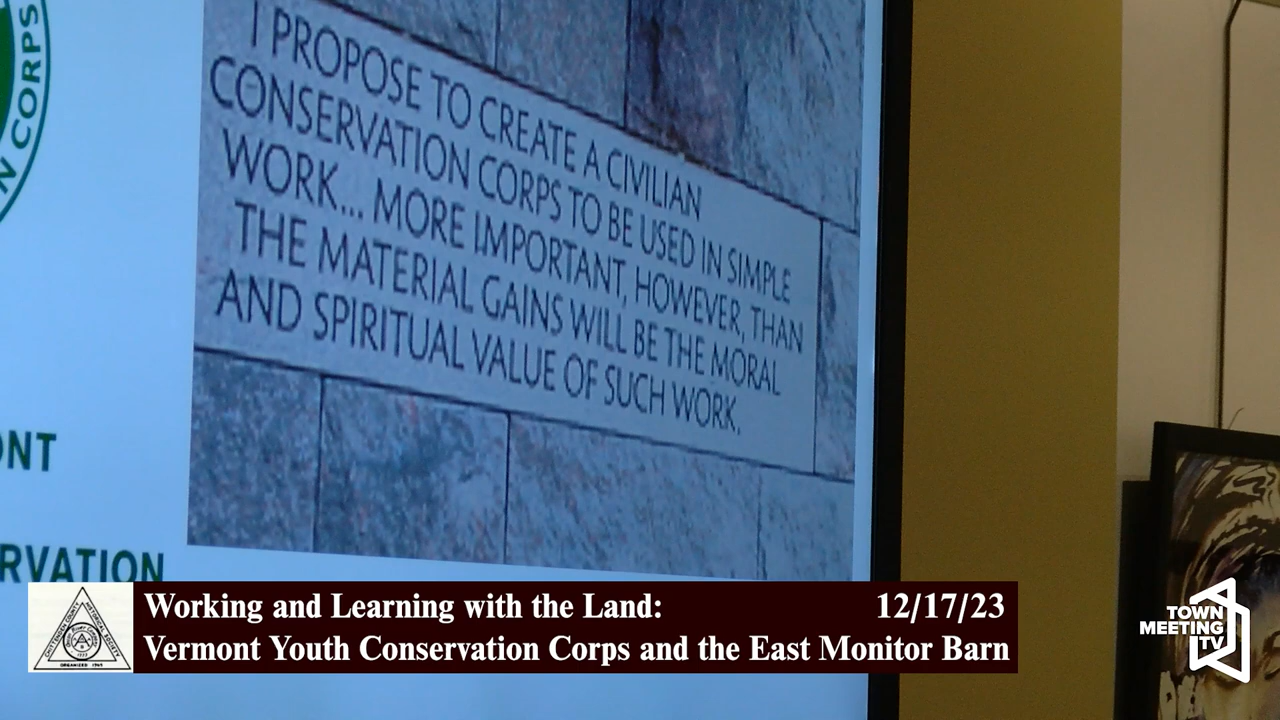 N CORPS
I PROPOSE TO CREATE A CIVILIAN
CONSERVATION CORPS TO BE USED IN SIMPLE
WORK... MORE IMPORTANT, HOWEVER, THAN
THE MATERIAL GAINS WILL BE THE MORAL
AND SPIRITUAL VALUE OF SUCH WORK.
ONT
RVATION
Working and Learning with the Land:
12/17/23
Vermont Youth Conservation Corps and the East Monitor Barn
TOWN
MEETING
TV